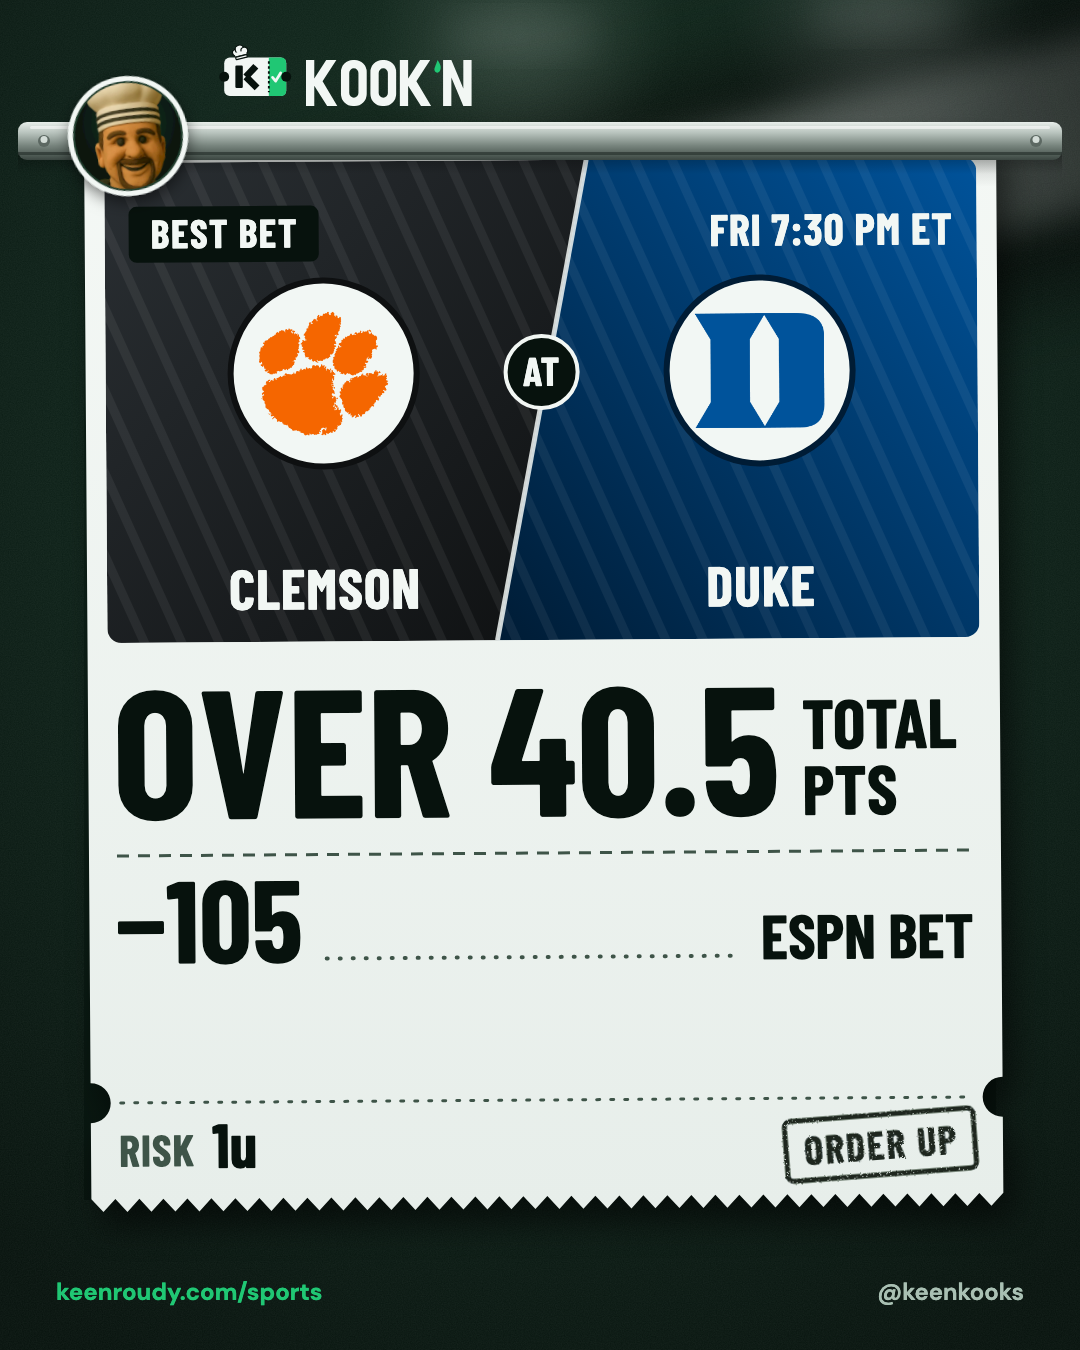 K
KOOK'N
BEST BET
FRI 7:30 PM ET
AT
D
CLEMSON
DUKE
OVER 40.5 TOTAL PTS
–105
ESPN BET
RISK 1u
ORDER UP
keenroudy.com/sports
@keenkooks